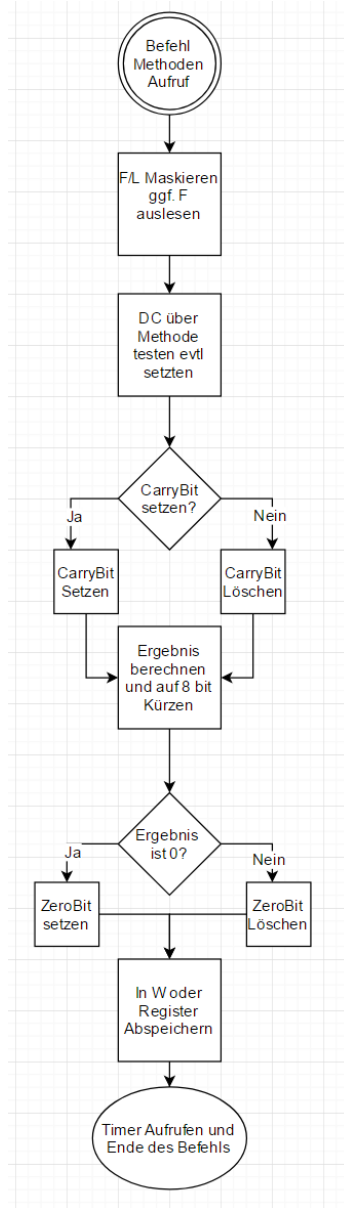 Befehl
Methoden
Aufruf
F/L Maskieren
ggf. F
auslesen
DC über
Methode
testen evtl
setzten
CarryBit
setzen?
Ja
Nein
CarryBit
Setzen
CarryBit
Löschen
Ergebnis
berechnen
und auf 8 bit
Kürzen
Ergebnis
ist 0?
Ja
Nein
ZeroBit
setzen
ZeroBit
Löschen
In W oder
Register
Abspeichern
Timer Aufrufen und
Ende des Befehls